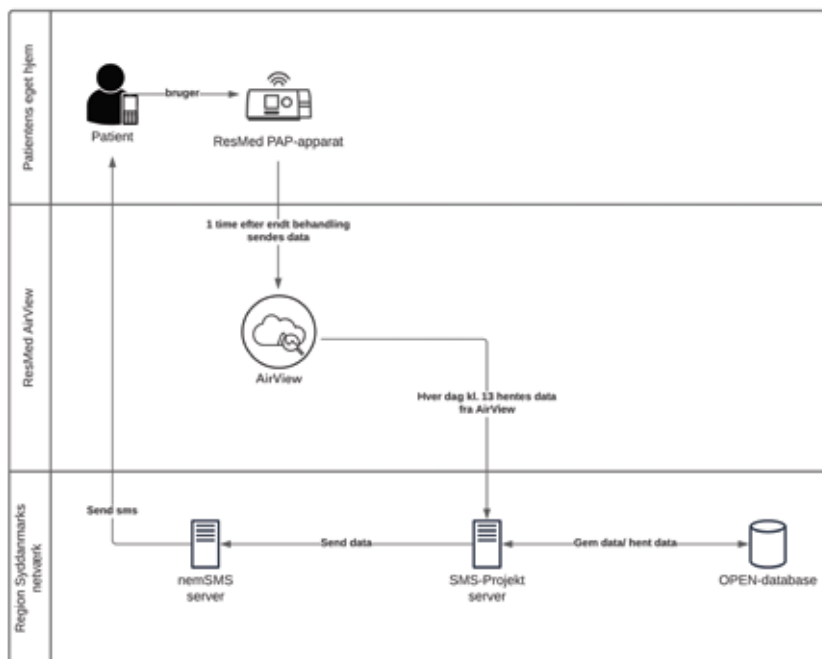 Patientens eget hjem
bruger
Patient
ResMed PAP-apparat
1 time efter endt behandling
sendes data
ResMed AirView
AirView
Hver dag kl. 13 hentes data
fra AirView
Region Syddanmarks
netværk
Send sms
Send data
Gem data/ hent data
nemSMS
server
SMS-Projekt
server
OPEN-database